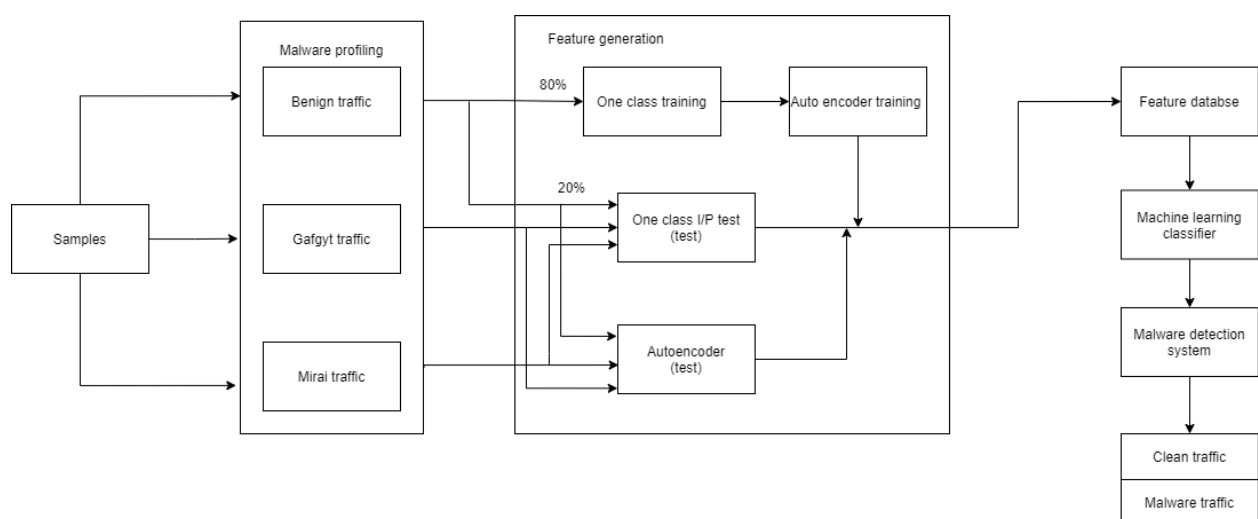 Malware profiling
Feature generation
Benign traffic
80%
One class training
Auto encoder training
Feature databse
20%
Samples
Gafgyt traffic
One class I/P test
(test)
Machine learning
classifier
Mirai traffic
Autoencoder
(test)
Malware detection
system
Clean traffic
Malware traffic